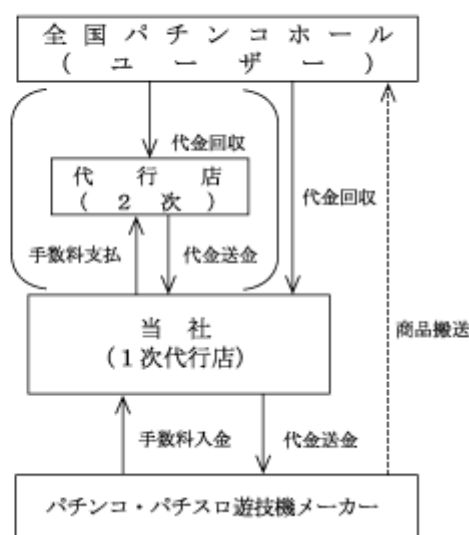 全国パチンコホール
(ユーザー)
代金回収
代行店
(2次)
代金回収
手数料支払
代金送金
当社
(1次代行店)
商品搬送
手数料入金
代金送金
パチンコ・パチスロ遊技機メーカー